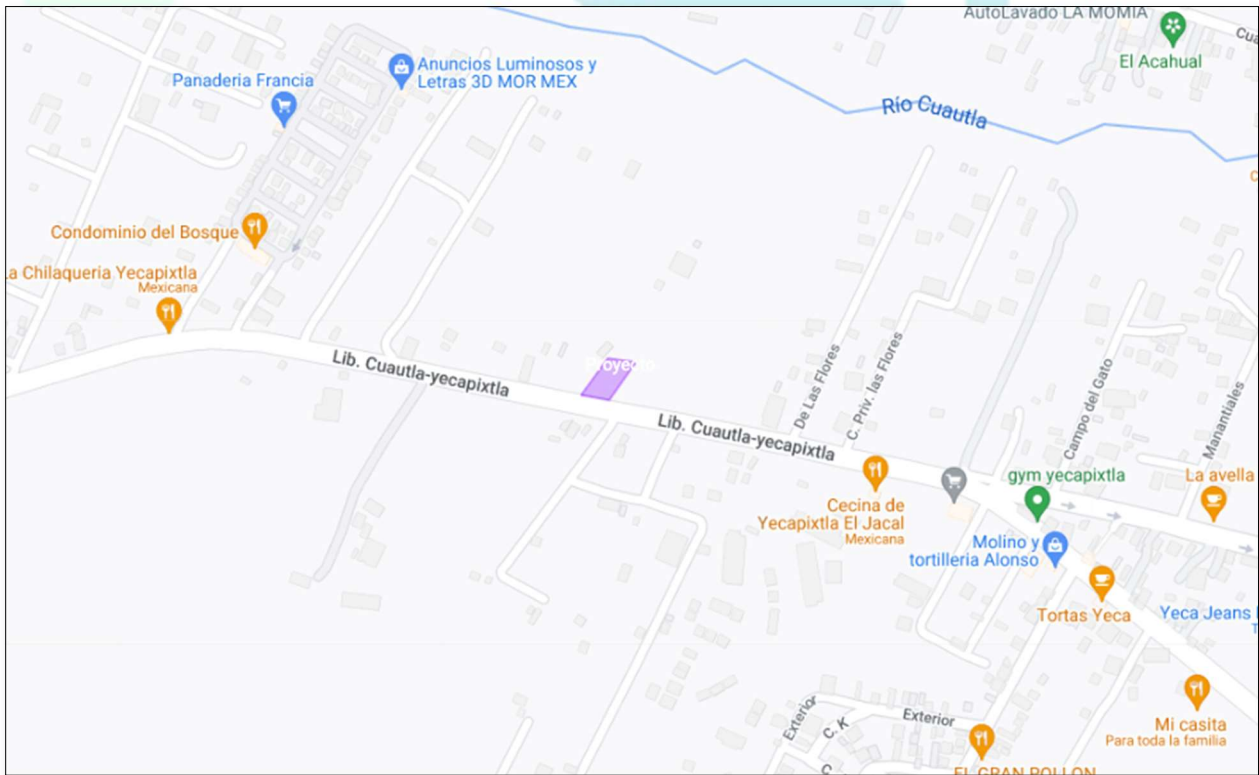 AutoLavado LA MOMIA
El Acahual
Anuncios Luminosos y
Letras 3D MOR MEX
Panaderia Francia
Río Cuautla
Condominio del Bosque
a Chilaqueria Yecapixtla
Mexicana
Lib. Cuautla-yecapixtla
Proyecto
Lib. Cuautla-yecapixtla
De Las Flores
C. Priv. las Flores
Campo del Gato
Manantiales
gym yecapixtla
La avella
Cecina de
Yecapixtla El Jacal
Mexicana
Molino y
tortilleria Alonso
Tortas Yeca
Yeca Jeans
Mi casita
Para toda la familia
Exterior
C. K
Exterior
EL GRAN POLLON